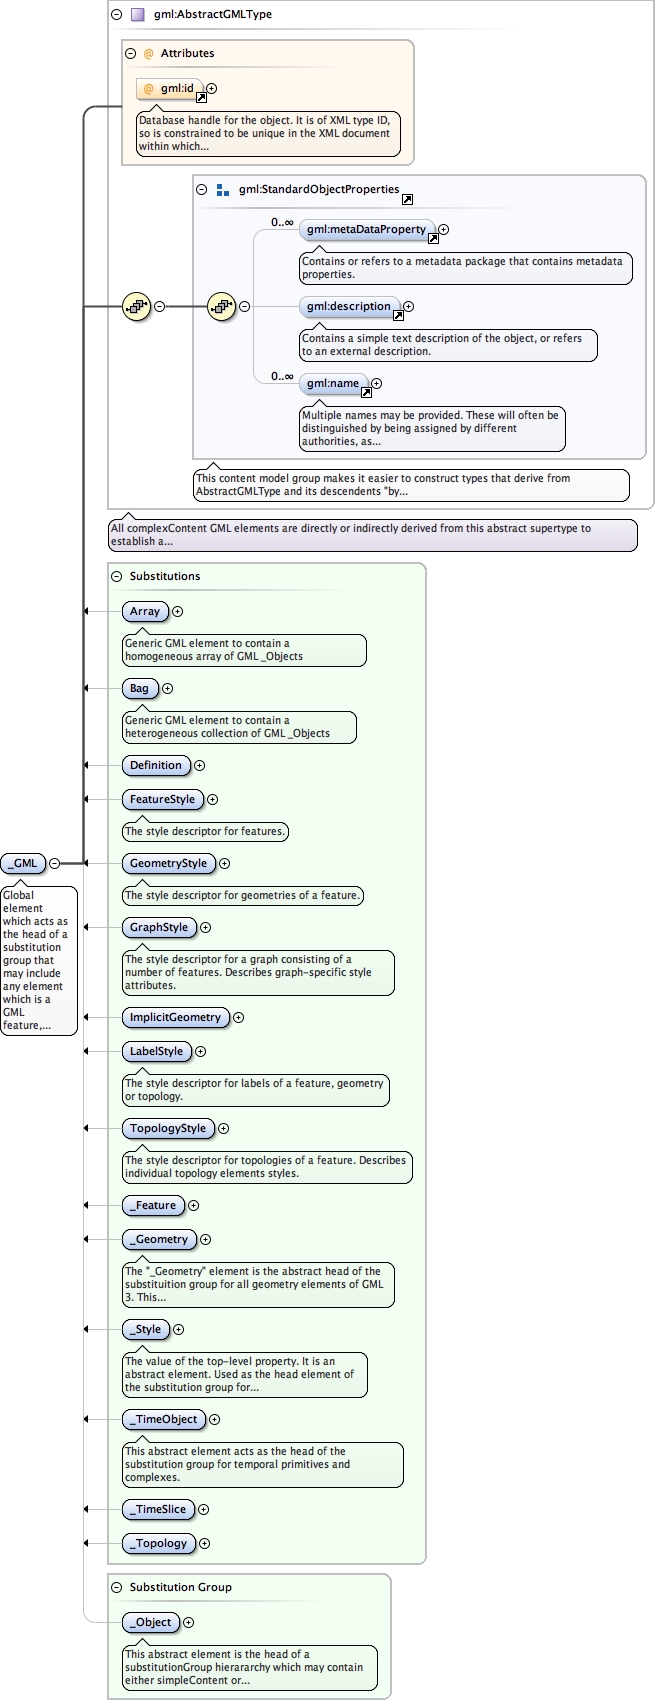 gml:AbstractGMLType
@ Attributes
@ gml:id
Database handle for the object. It is of XML type ID,
so is constrained to be unique in the XML document
within which...
gml:StandardObjectProperties
0..∞
gml:metaDataProperty
Contains or refers to a metadata package that contains metadata
properties.
gml:description
Contains a simple text description of the object, or refers
to an external description.
0..∞
gml:name
Multiple names may be provided. These will often be
distinguished by being assigned by different
authorities, as...
This content model group makes it easier to construct types that derive from
AbstractGMLType and its descendents "by...
All complexContent GML elements are directly or indirectly derived from this abstract supertype to
establish a...
_GML
Global
element
which acts as
the head of a
substitution
group that
may include
any element
which is a
GML
feature,...
Substitutions
Array
Generic GML element to contain a
homogeneous array of GML _Objects
Bag
Generic GML element to contain a
heterogeneous collection of GML _Objects
Definition
FeatureStyle
The style descriptor for features.
GeometryStyle
The style descriptor for geometries of a feature.
GraphStyle
The style descriptor for a graph consisting of a
number of features. Describes graph-specific style
attributes.
ImplicitGeometry
LabelStyle
The style descriptor for labels of a feature, geometry
or topology.
TopologyStyle
The style descriptor for topologies of a feature. Describes
individual topology elements styles.
_Feature
_Geometry
The "_Geometry" element is the abstract head of the
substituition group for all geometry elements of GML
3. This...
_Style
The value of the top-level property. It is an
abstract element. Used as the head element of
the substitution group for...
_TimeObject
This abstract element acts as the head of the
substitution group for temporal primitives and
complexes.
_TimeSlice
_Topology
Substitution Group
_Object
This abstract element is the head of a
substitutionGroup hierararchy which may contain
either simpleContent or...